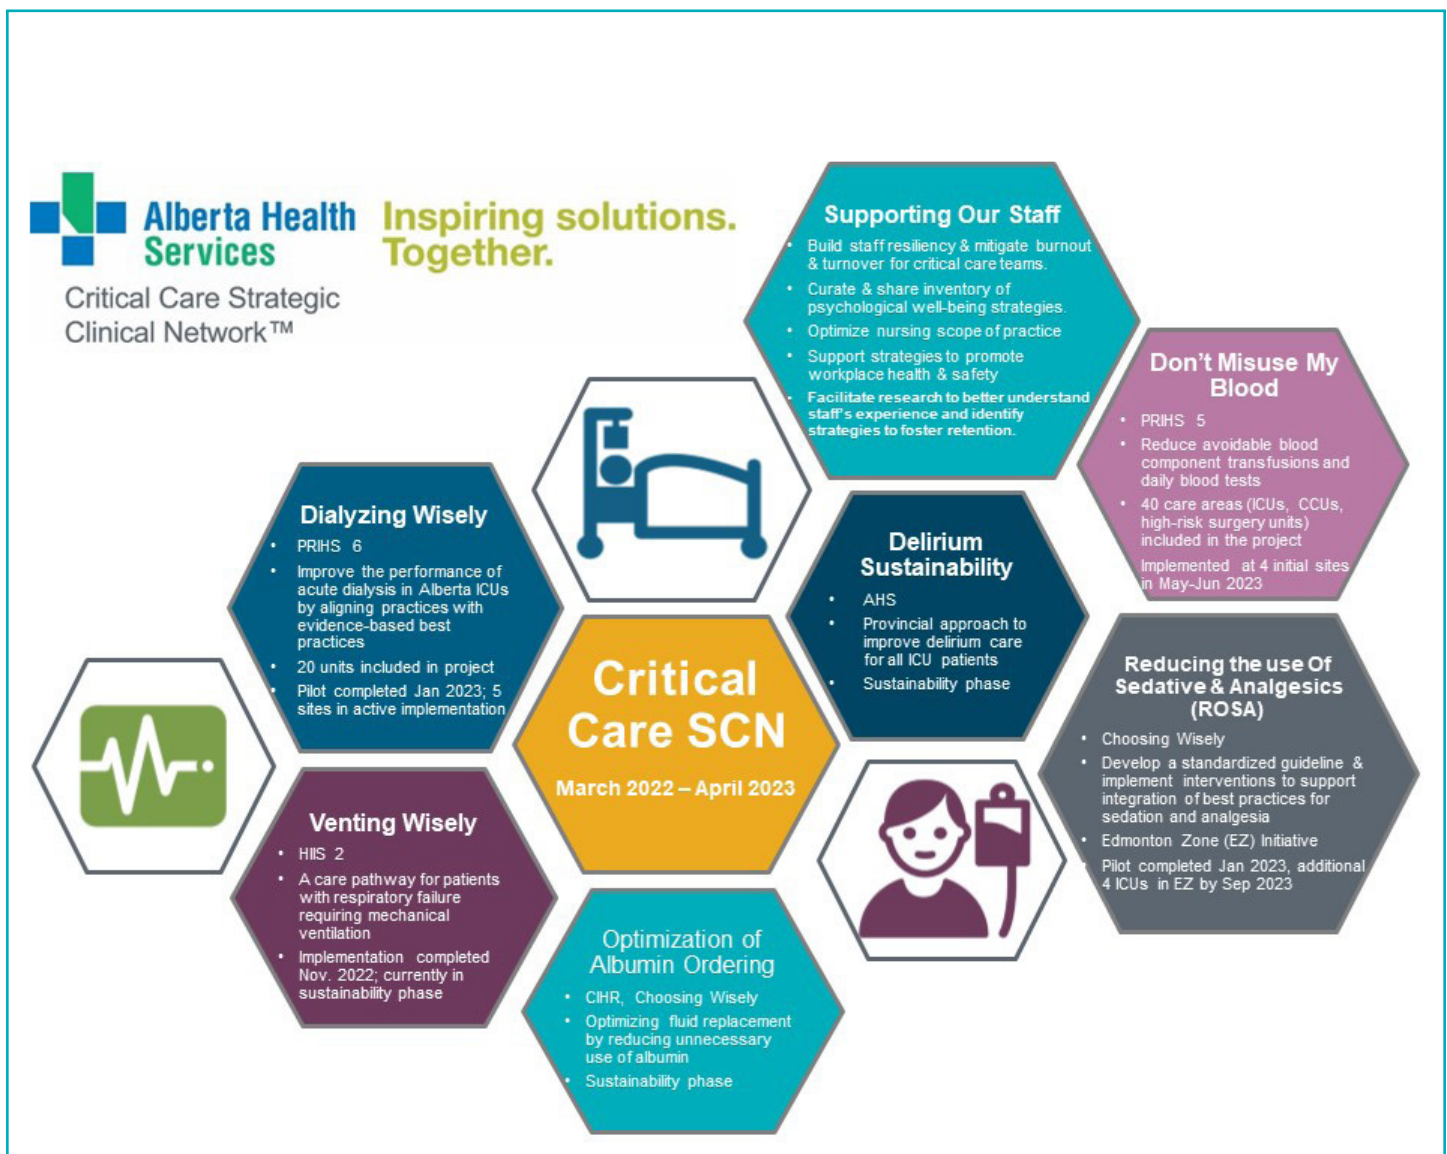 Alberta Health
Services
Inspiring solutions.
Together.
Critical Care Strategic
Clinical Network™
Supporting Our Staff
• Build staff resiliency & mitigate burnout
& turnover for critical care teams.
• Curate & share inventory of
psychological well-being strategies.
• Optimize nursing scope of practice
• Support strategies to promote
workplace health & safety
• Facilitate research to better understand
staff's experience and identify
strategies to foster retention.
Don't Misuse My
Blood
• PRIHS 5
• Reduce avoidable blood
component transfusions and
daily blood tests
• 40 care areas (ICUs, CCUs,
high-risk surgery units)
included in the project
Implemented at 4 initial sites
in May-Jun 2023
Dialyzing Wisely
• PRIHS 6
• Improve the performance of
acute dialysis in Alberta ICUs
by aligning practices with
evidence-based best
practices
• 20 units included in project
• Pilot completed Jan 2023; 5
sites in active implementation
Delirium
Sustainability
• AHS
• Provincial approach to
improve delirium care
for all ICU patients
• Sustainability phase
Critical
Care SCN
March 2022 – April 2023
Reducing the use Of
Sedative & Analgesics
(ROSA)
• Choosing Wisely
• Develop a standardized guideline &
implement interventions to support
integration of best practices for
sedation and analgesia
• Edmonton Zone (EZ) Initiative
• Pilot completed Jan 2023, additional
4 ICUs in EZ by Sep 2023
Venting Wisely
• HIIS 2
• A care pathway for patients
with respiratory failure
requiring mechanical
ventilation
• Implementation completed
Nov. 2022; currently in
sustainability phase
Optimization of
Albumin Ordering
• CIHR, Choosing Wisely
• Optimizing fluid replacement
by reducing unnecessary
use of albumin
• Sustainability phase